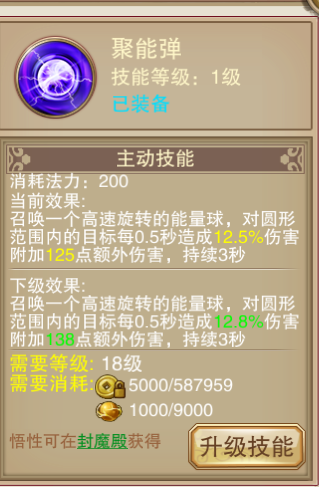 聚能弹
技能等级：1级
已装备
主动技能
消耗法力：200
当前效果:
召唤一个高速旋转的能量球，对圆形
范围内的目标每0.5秒造成12.5%伤害
附加125点额外伤害，持续3秒
下级效果:
召唤一个高速旋转的能量球，对圆形
范围内的目标每0.5秒造成12.8%伤害
附加138点额外伤害，持续3秒
需要等级: 18级
需要消耗: 5000/587959
1000/9000
悟性可在封魔殿获得
升级技能